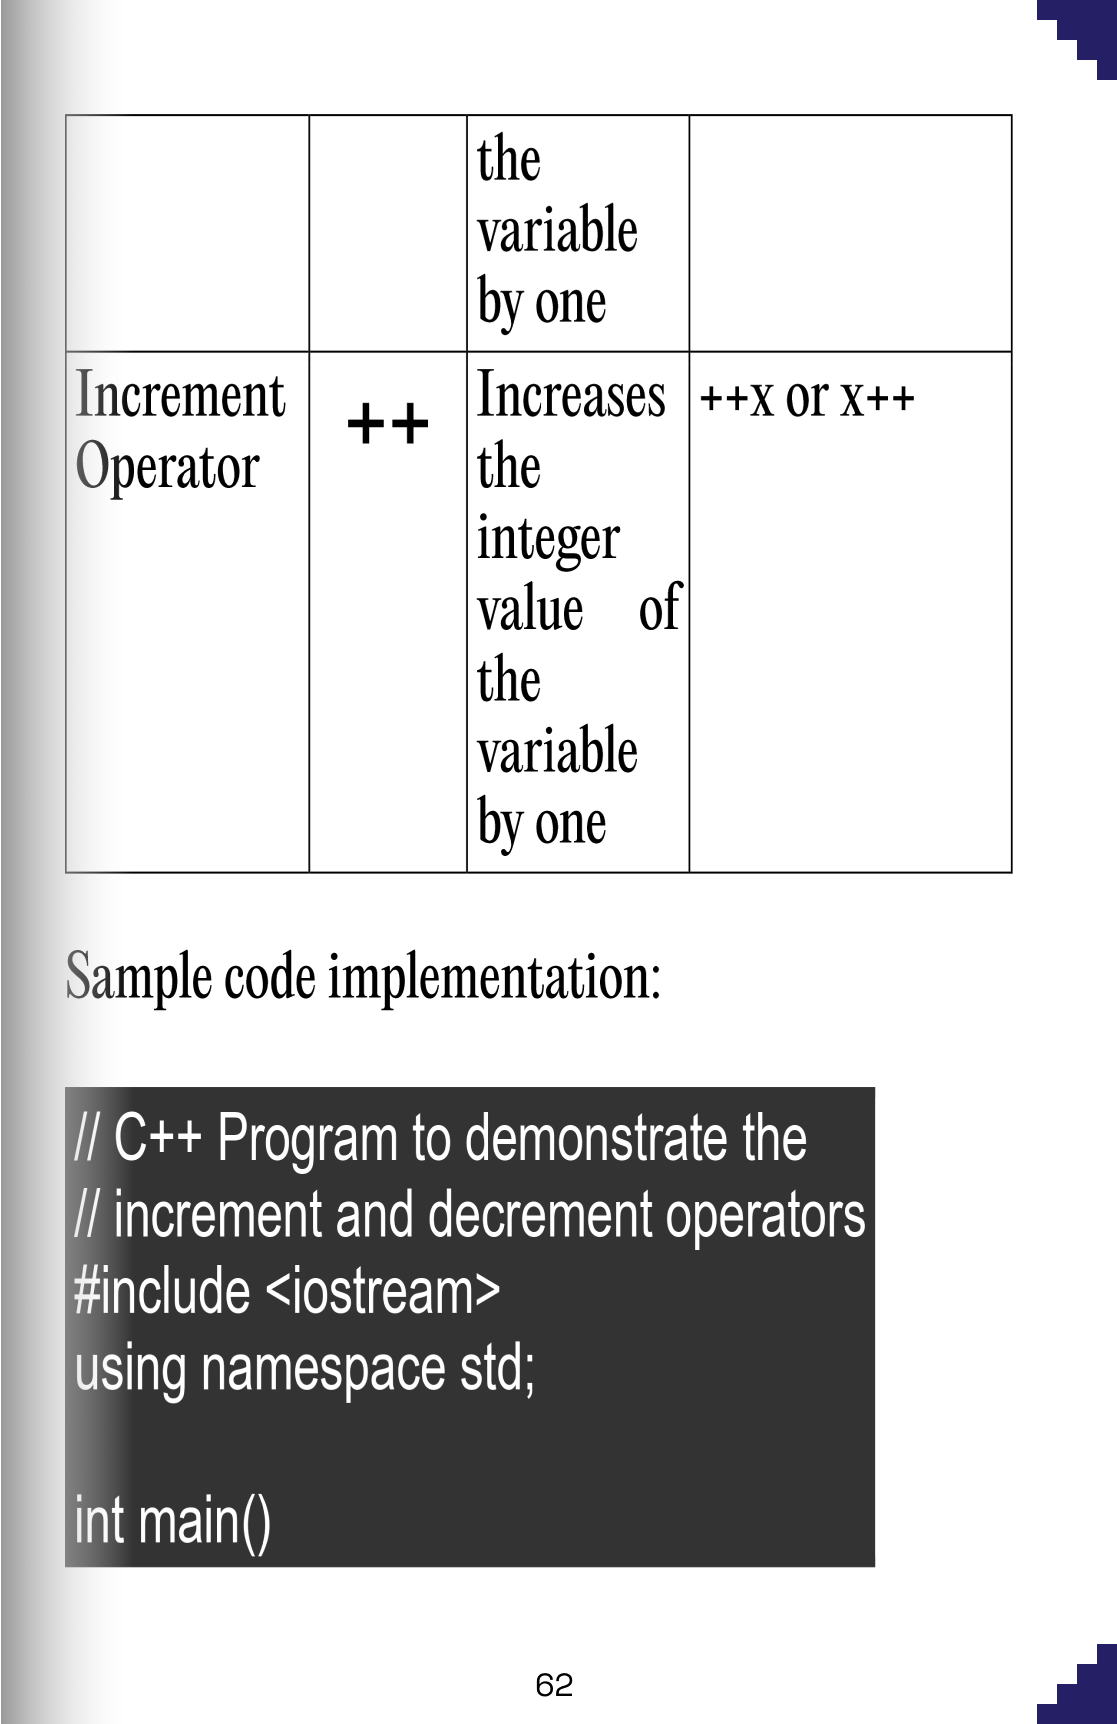 the
variable
by one
Increment
Operator
++
Increases
the
integer
value of
the
variable
by one
++x or x++
Sample code implementation:
// C++ Program to demonstrate the
// increment and decrement operators
#include <iostream>
using namespace std;
int main()
62